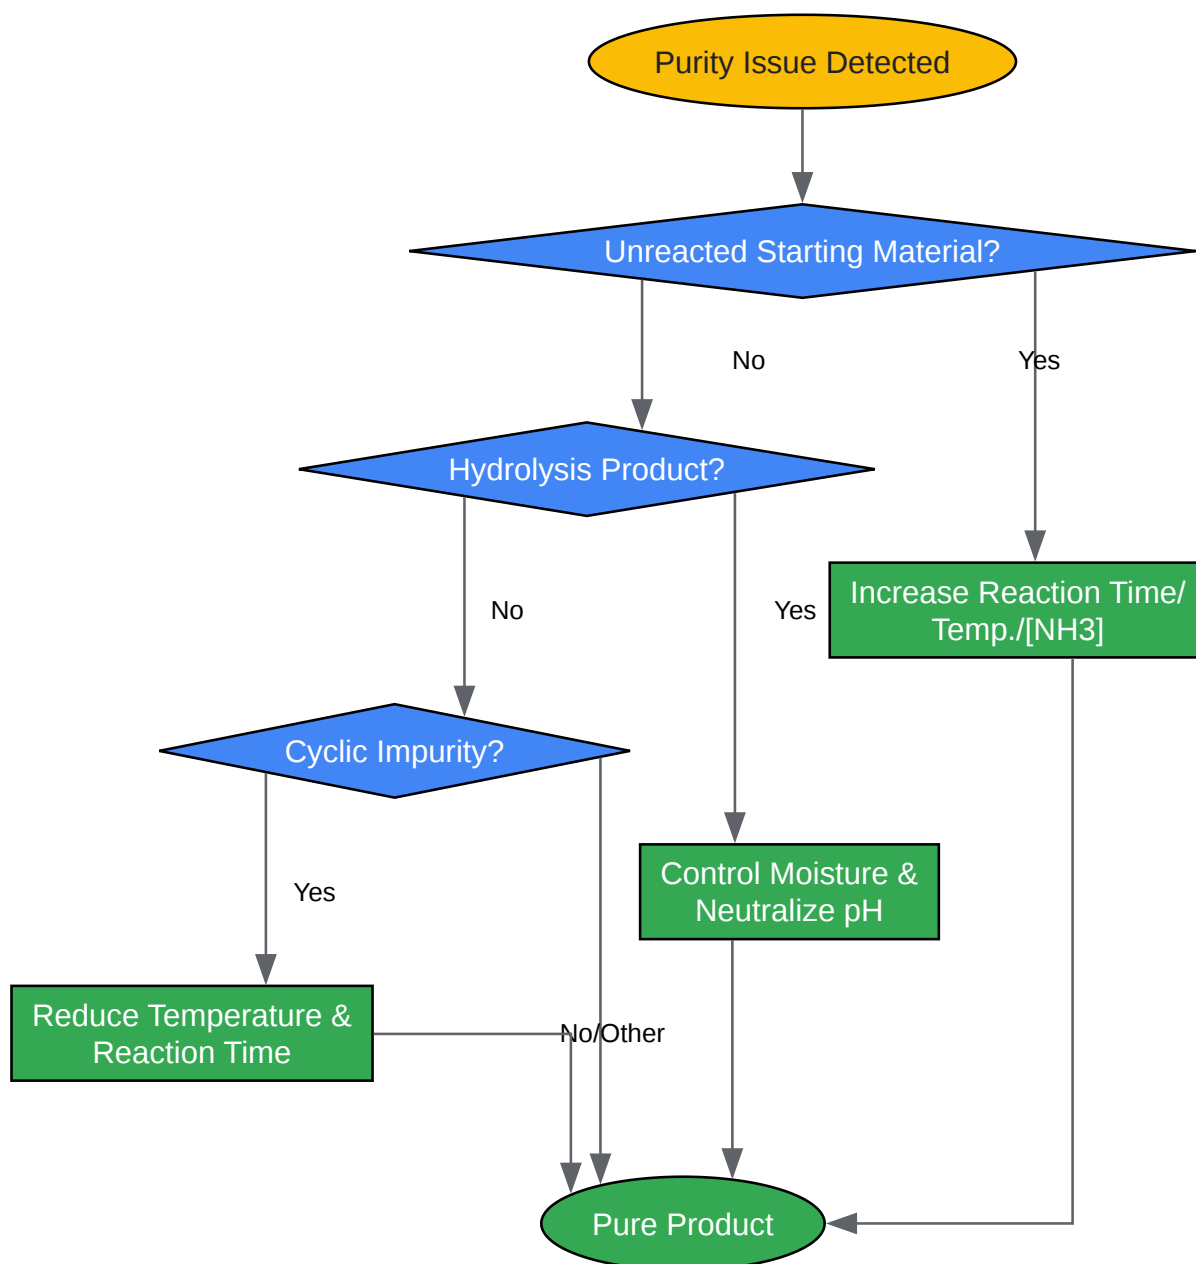 Purity Issue Detected
Unreacted Starting Material?
No
Yes
Hydrolysis Product?
Increase Reaction Time/
Temp./[NH3]
No
Yes
Cyclic Impurity?
Control Moisture &
Neutralize pH
Yes
Reduce Temperature &
Reaction Time
No/Other
Pure Product